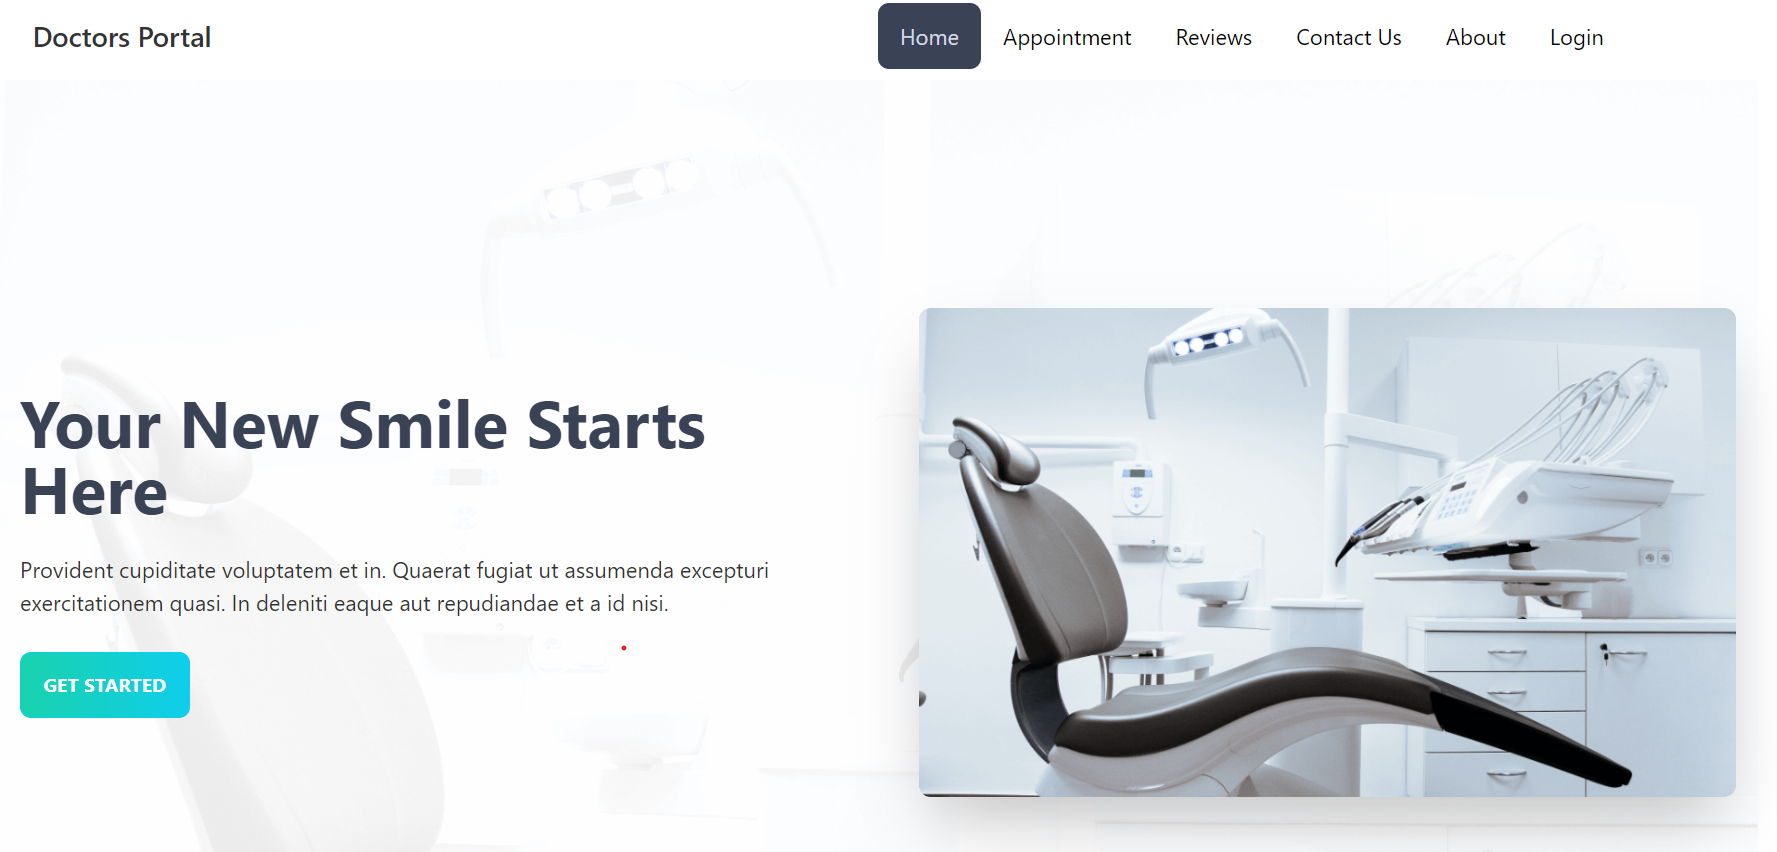 Doctors Portal
Home
Appointment
Reviews
Contact Us
About
Login
Your New Smile Starts
Here
Provident cupiditate voluptatem et in. Quaerat fugiat ut assumenda excepturi
exercitationem quasi. In deleniti eaque aut repudiandae et a id nisi.
GET STARTED